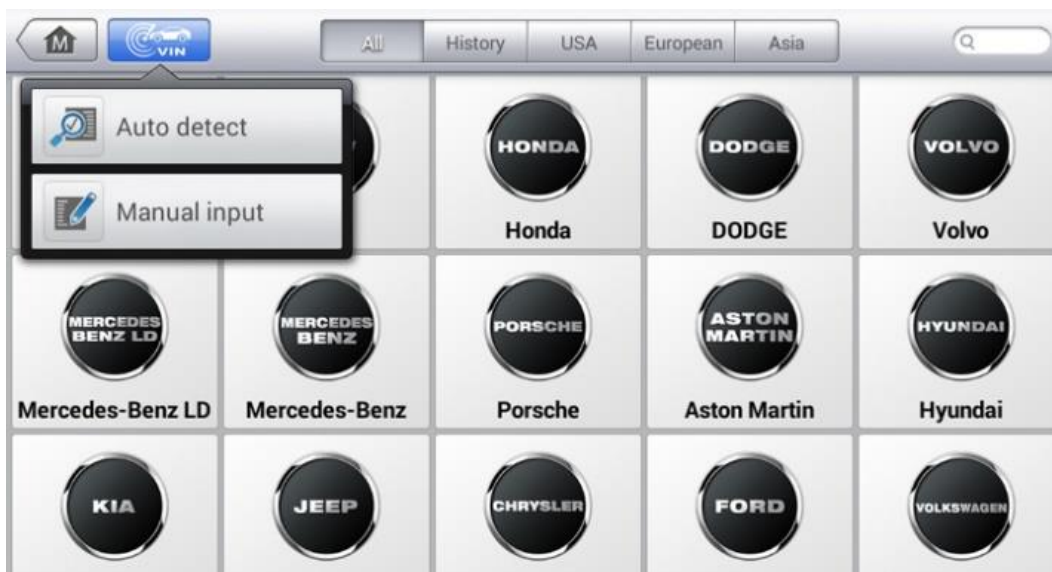 M
VIN
All
History
USA
European
Asia
Auto detect
Manual input
HONDA
DODGE
VOLVO
Honda
DODGE
Volvo
MERCEDES
BENZ LD
MERCEDES
BENZ
PORSCHE
ASTON
MARTIN
HYUNDAI
Mercedes-Benz LD
Mercedes-Benz
Porsche
Aston Martin
Hyundai
KIA
JEEP
CHRYSLER
FORD
VOLKSWAGEN